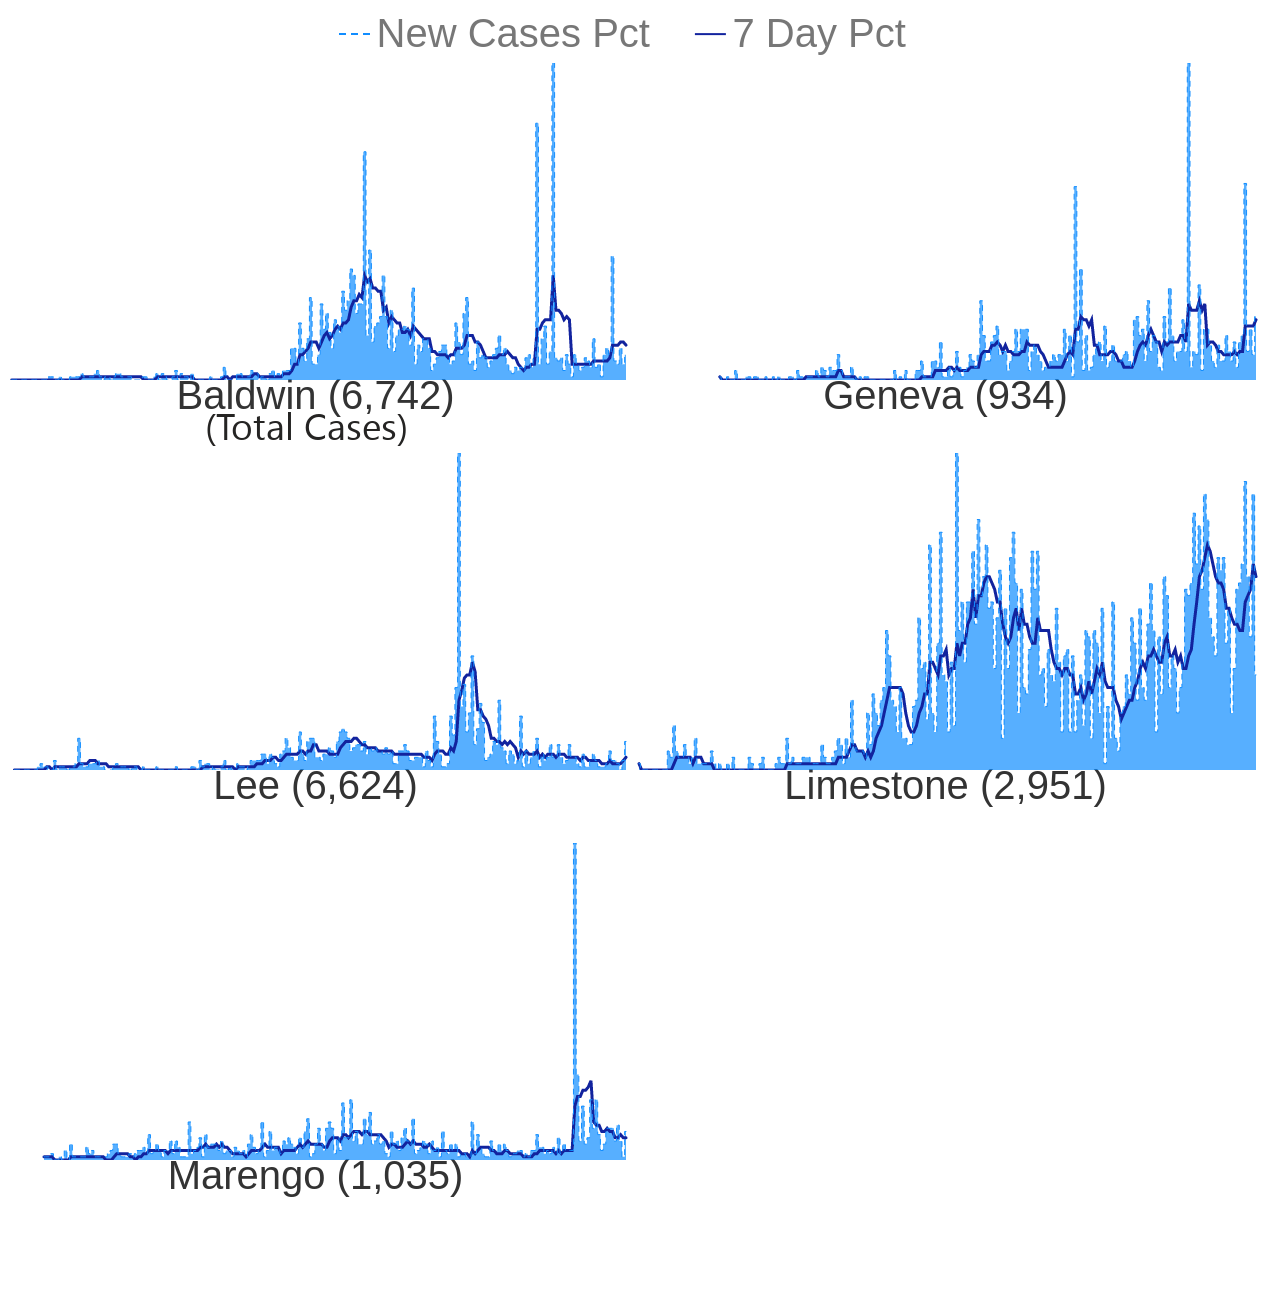 New Cases Pct 7 Day Pct
Baldwin (6,742) Geneva (934)
(Total Cases)
Lee (6,624) Limestone (2,951)
Marengo (1,035)